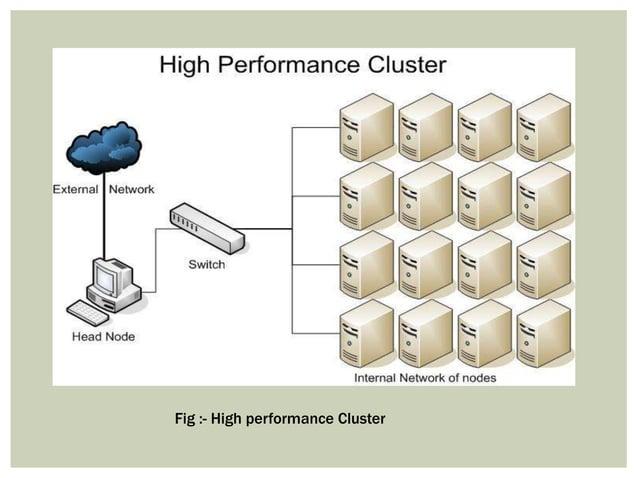 High Performance Cluster
External Network
Switch
Head Node
Internal Network of nodes
Fig :- High performance Cluster